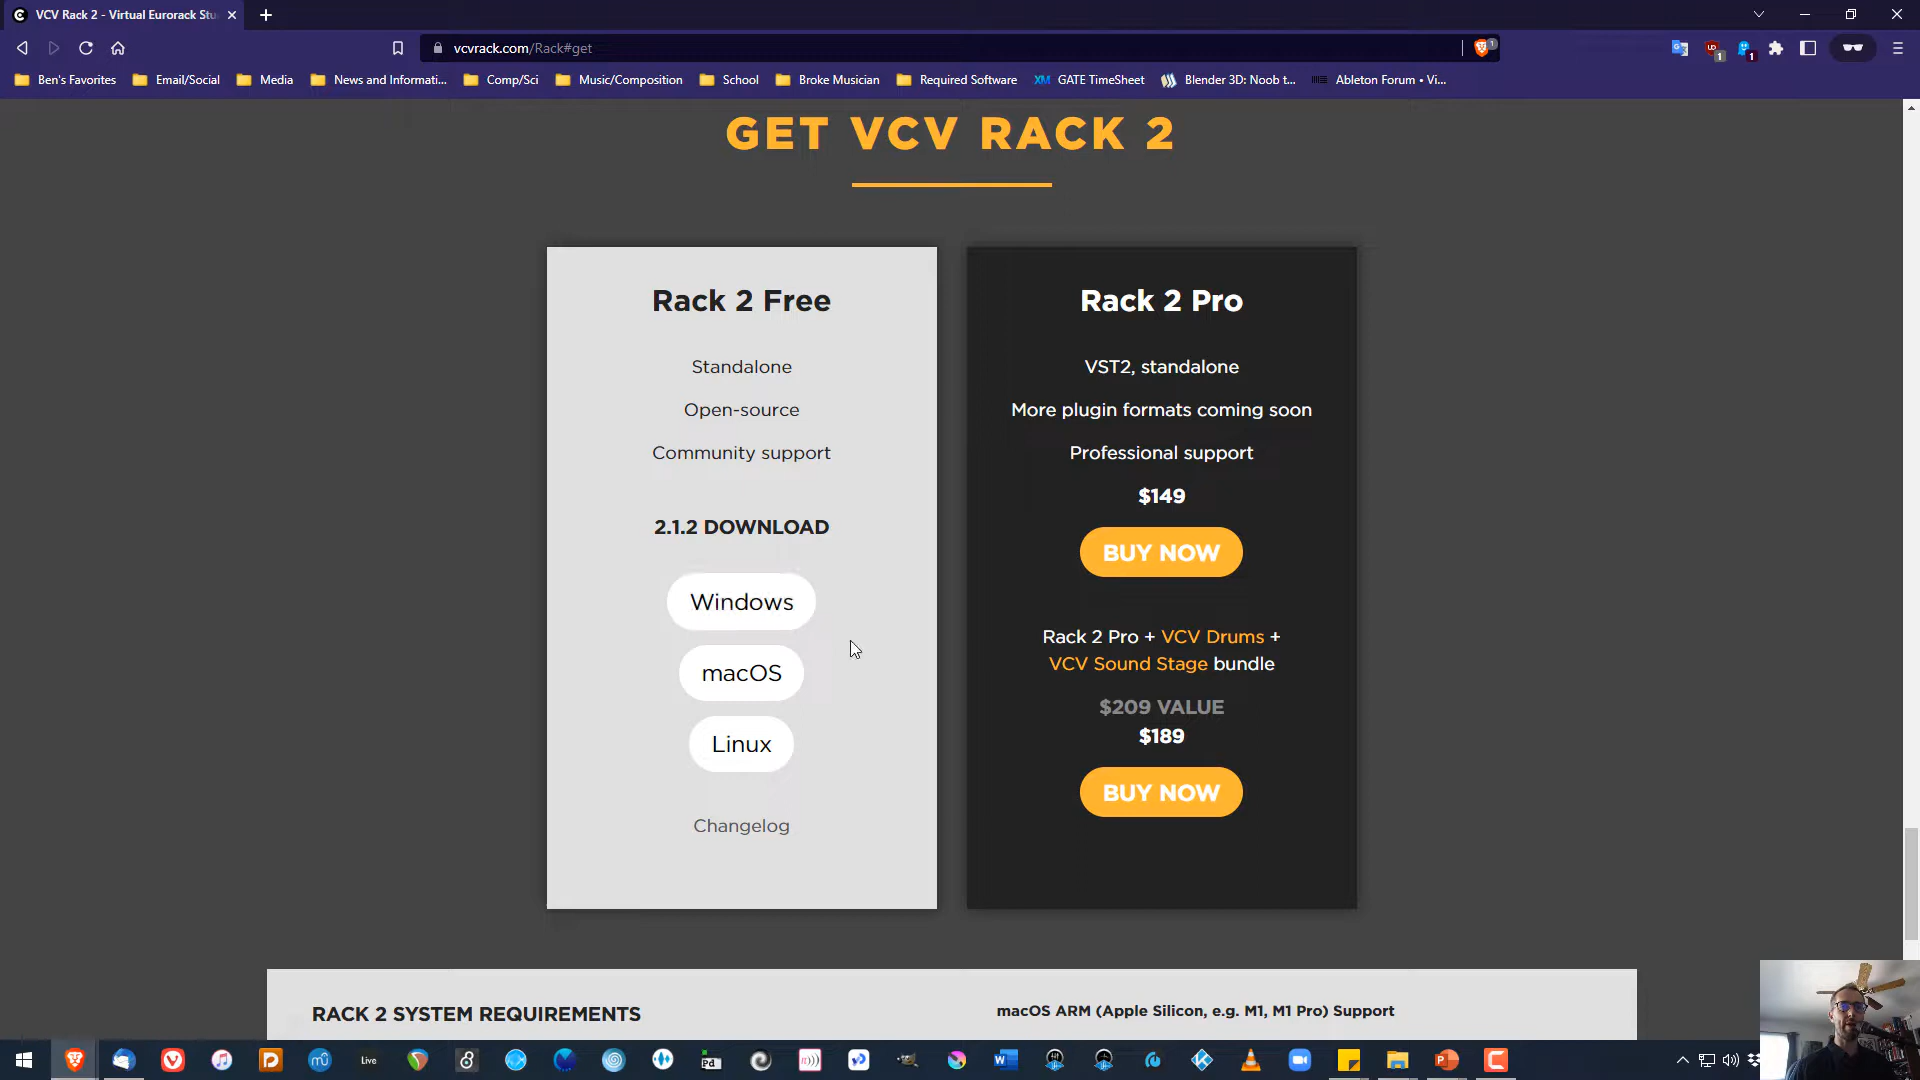 VCV Rack 2 - Virtual Eurorack Stu
vcvrack.com/Rack#get
Ben's Favorites
Email/Social
Media
News and Informati...
Comp/Sci
Music/Composition
School
Broke Musician
Required Software
XM GATE TimeSheet
Blender 3D: Noob t...
Ableton Forum • Vi...
GET VCV RACK 2
Rack 2 Free
Standalone
Open-source
Community support
2.1.2 DOWNLOAD
Windows
macOS
Linux
Changelog
Rack 2 Pro
VST2, standalone
More plugin formats coming soon
Professional support
$149
BUY NOW
Rack 2 Pro + VCV Drums +
VCV Sound Stage bundle
$209 VALUE
$189
BUY NOW
RACK 2 SYSTEM REQUIREMENTS
macOS ARM (Apple Silicon, e.g. M1, M1 Pro) Support
Live
Pd